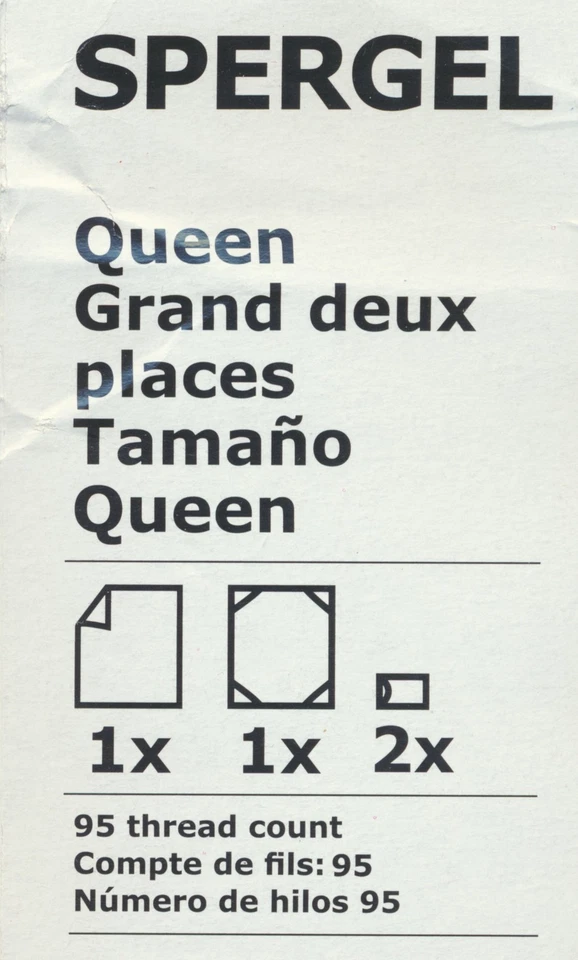 SPERGEL
Queen
Grand deux
places
Tamaño
Queen
1x 1x 2x
95 thread count
Compte de fils: 95
Número de hilos 95